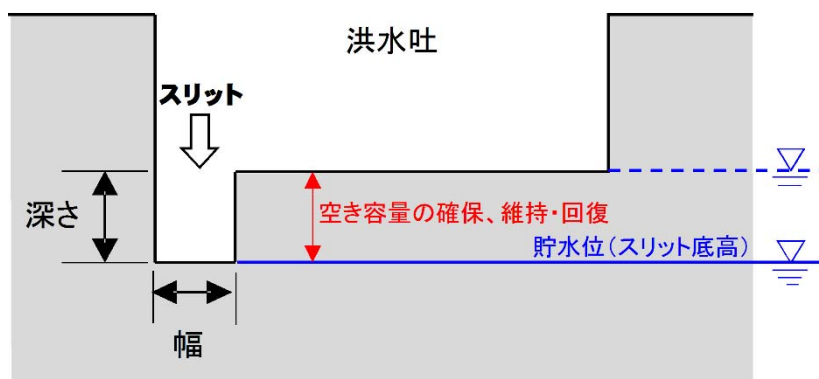 洪水吐
スリット
深さ
空き容量の確保、維持・回復
貯水位(スリット底高)
幅